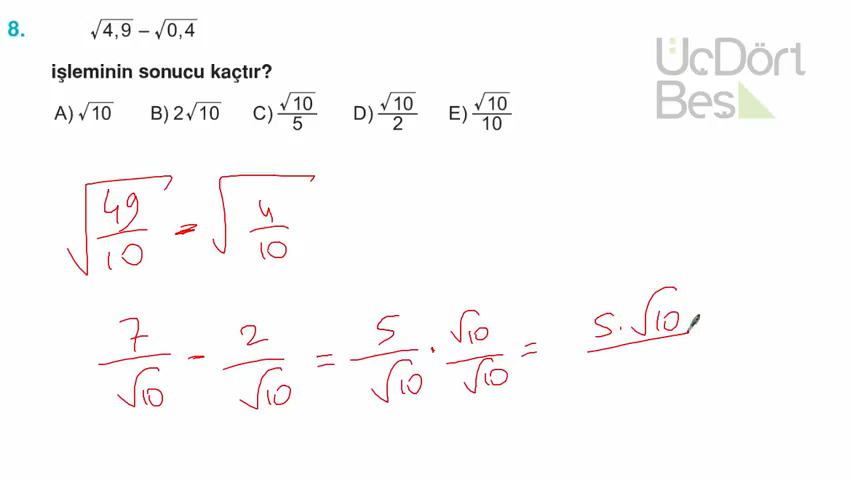 8. √4,9 – √0,4
işleminin sonucu kaçtır?
A) √10 B) 2√10 C) √10/5 D) √10/2 E) √10/10
ÜçDört
Beş
√49/10 = √4/10
7/√10 - 2/√10 = 5/√10 · √10/√10 = 5·√10